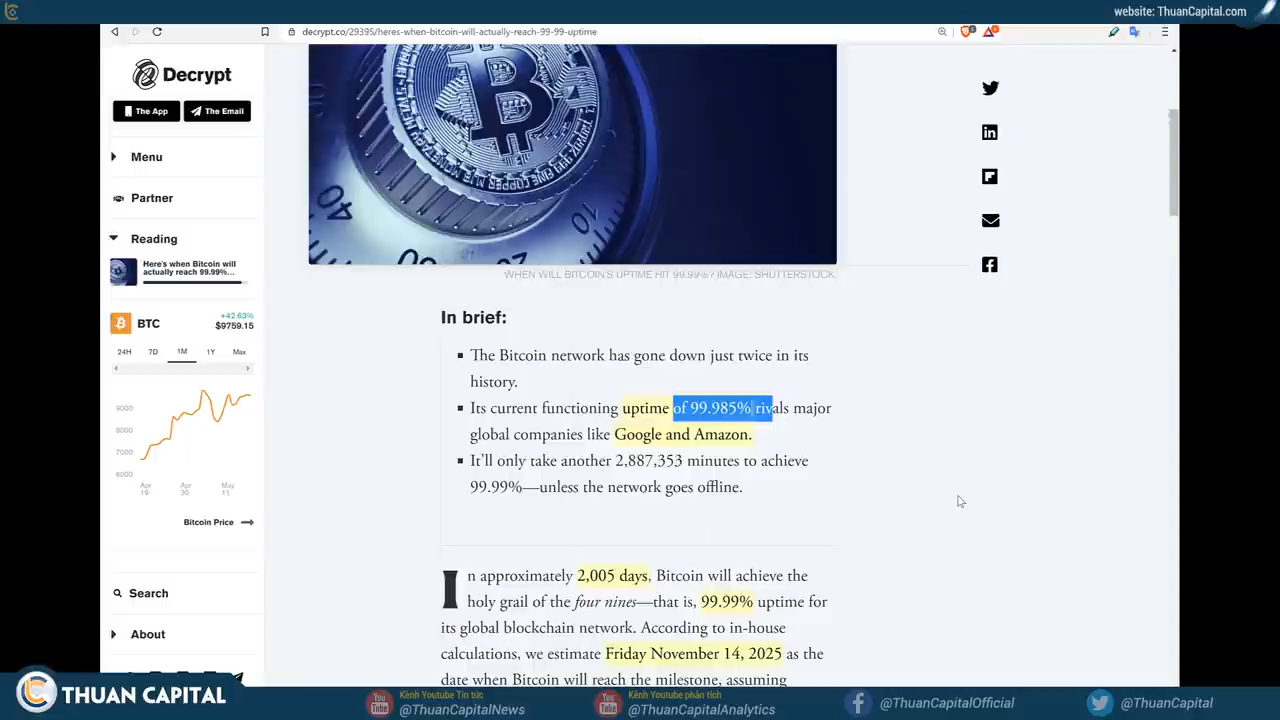 website: ThuanCapital.com
decrypt.co/29395/heres-when-bitcoin-will-actually-reach-99-99-uptime
Decrypt
The App
The Email
Menu
Partner
Reading
Here's when Bitcoin will
actually reach 99.99%...
BTC
+42.63%
$9759.15
24H
7D
1M
1Y
Max
9000
8000
7000
6000
Apr
19
Apr
30
May
11
Bitcoin Price
Search
About
40
10
WHEN WILL BITCOIN'S UPTIME HIT 99.99%? IMAGE: SHUTTERSTOCK.
In brief:
The Bitcoin network has gone down just twice in its
history.
Its current functioning uptime of 99.985% rivals major
global companies like Google and Amazon.
It'll only take another 2,887,353 minutes to achieve
99.99%—unless the network goes offline.
In approximately 2,005 days, Bitcoin will achieve the
holy grail of the four nines—that is, 99.99% uptime for
its global blockchain network. According to in-house
calculations, we estimate Friday November 14, 2025 as the
date when Bitcoin will reach the milestone, assuming
THUAN CAPITAL
Kênh Youtube Tin tức
@ThuanCapitalNews
Kênh Youtube phân tích
@ThuanCapitalAnalytics
@ThuanCapitalOfficial
@ThuanCapital